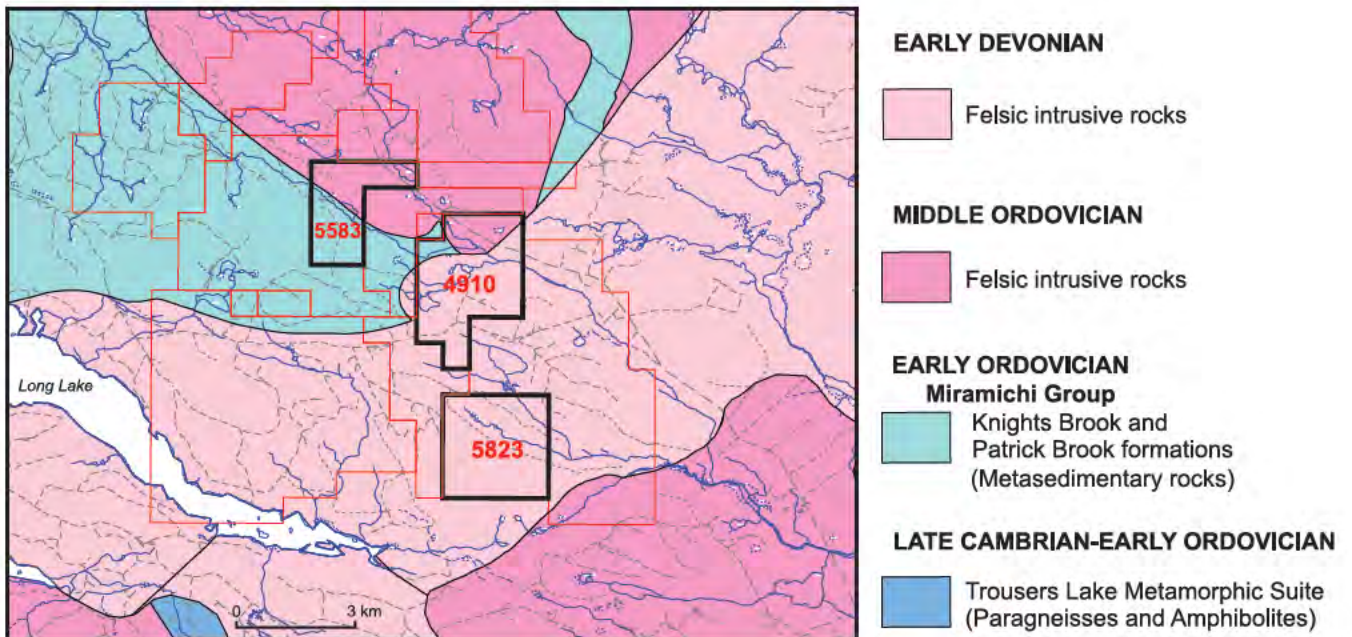 5583
4910
Long Lake
5823
0 3 km
EARLY DEVONIAN
Felsic intrusive rocks
MIDDLE ORDOVICIAN
Felsic intrusive rocks
EARLY ORDOVICIAN
Miramichi Group
Knights Brook and
Patrick Brook formations
(Metasedimentary rocks)
LATE CAMBRIAN-EARLY ORDOVICIAN
Trousers Lake Metamorphic Suite
(Paragneisses and Amphibolites)